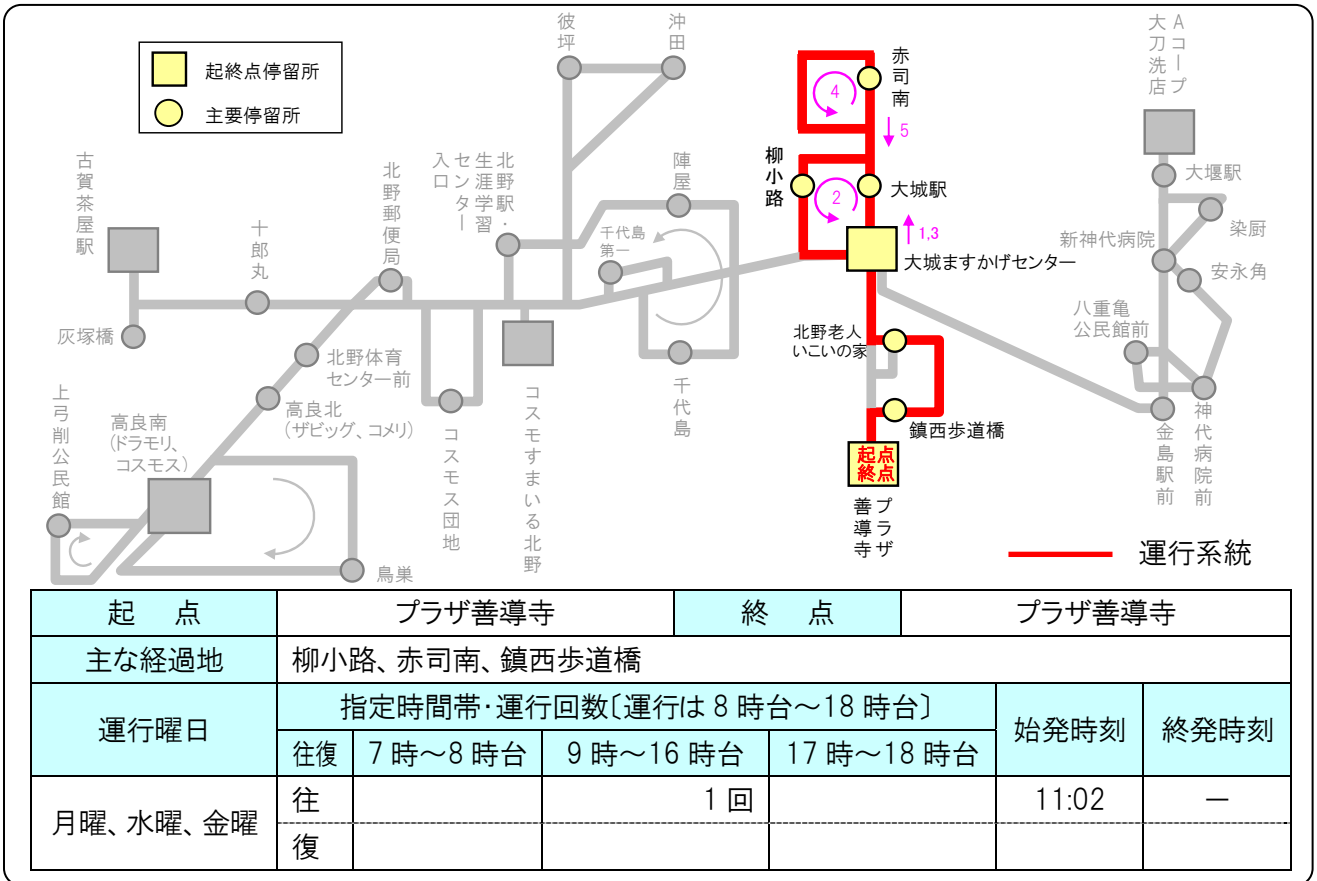 起終点停留所
主要停留所
彼坪
沖田
赤司南
Aコープ
大刀洗店
4
5
古賀茶屋駅
十郎丸
北野郵便局
北野駅・
生涯学習
センター
入口
陣屋
千代島
第一
柳小路
2
大城駅
1,3
大城ますかげセンター
大堰駅
染厨
新神代病院
安永角
八重亀
公民館前
灰塚橋
北野体育
センター前
北野老人
いこいの家
上弓削公民館
高良南
(ドラモリ、
コスモス)
高良北
(ザビッグ、コメリ)
コスモス団地
コスモすまいる北野
千代島
鎮西歩道橋
金島駅前
神代病院前
起点
終点
プラザ
善導寺
鳥巣
運行系統
起 点 プラザ善導寺 終 点 プラザ善導寺
主な経過地 柳小路、赤司南、鎮西歩道橋
運行曜日 指定時間帯・運行回数〔運行は8時台～18時台〕 始発時刻 終発時刻
往復 7時～8時台 9時～16時台 17時～18時台
月曜、水曜、金曜 往 1回 11:02 ―
復